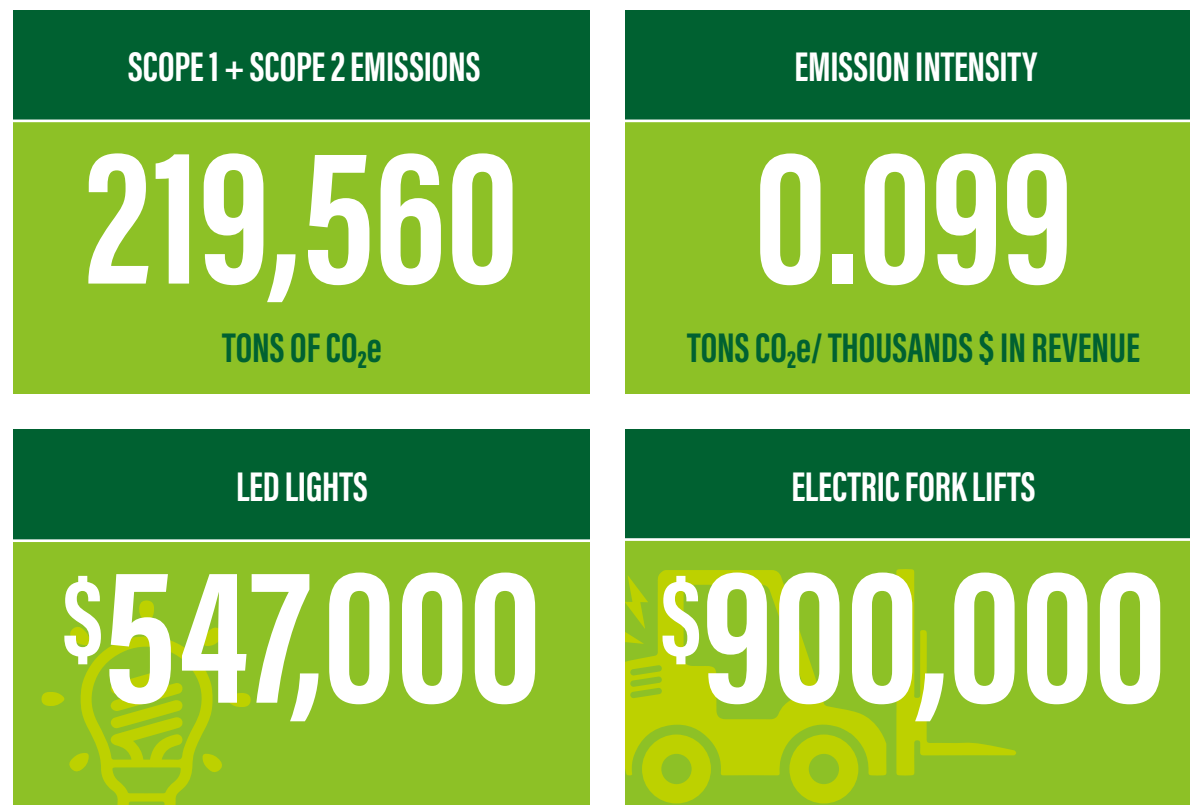 SCOPE 1 + SCOPE 2 EMISSIONS
219,560
TONS OF CO₂e
EMISSION INTENSITY
0.099
TONS CO₂e/ THOUSANDS $ IN REVENUE
LED LIGHTS
$547,000
ELECTRIC FORK LIFTS
$900,000